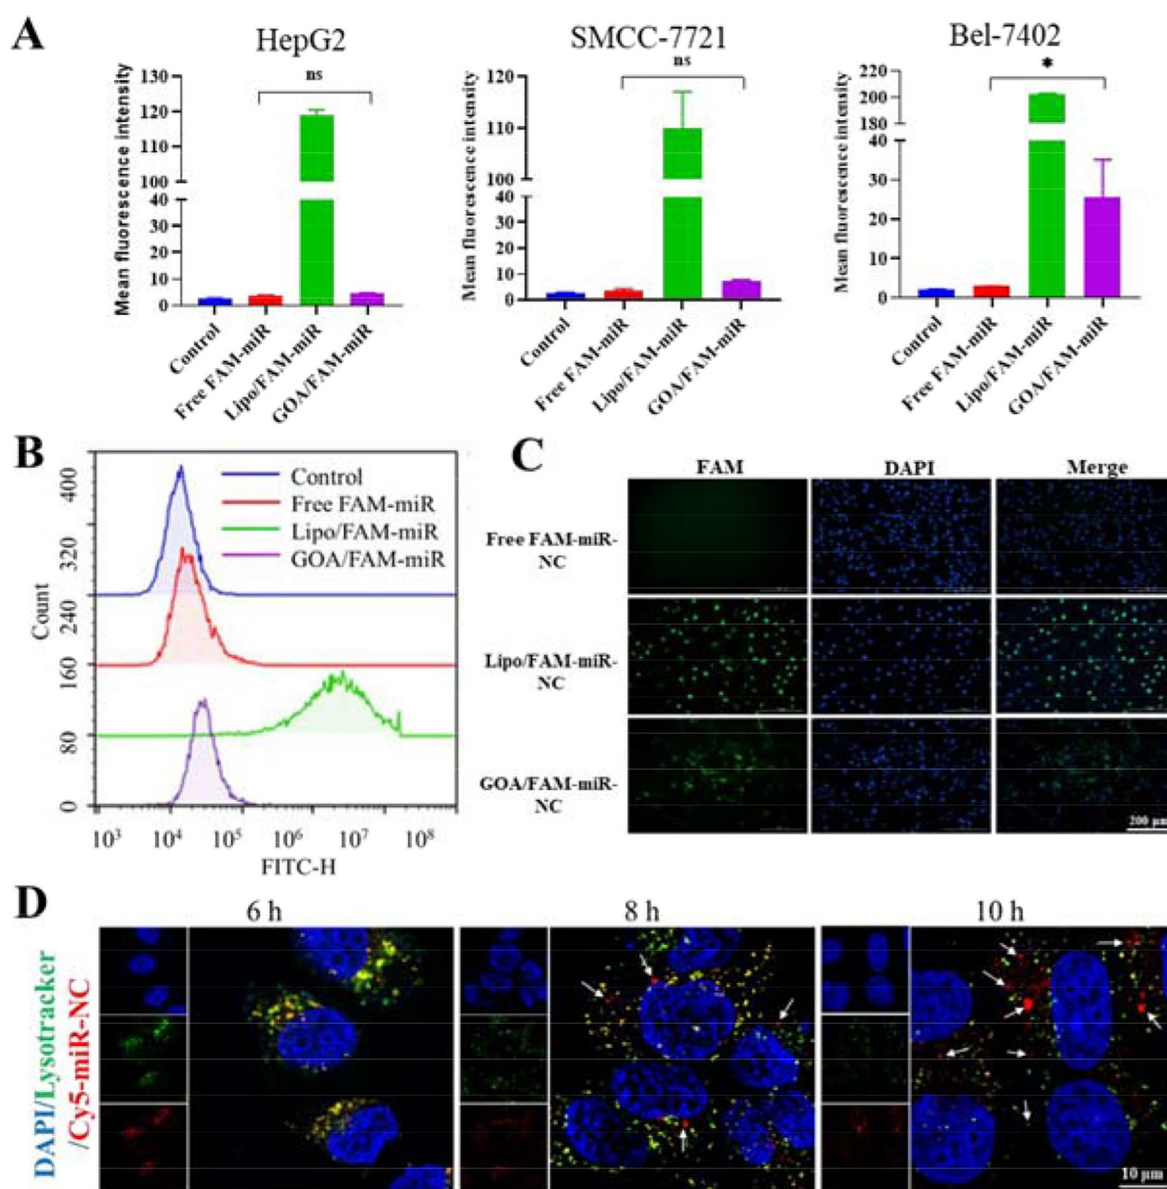 A
HepG2
SMCC-7721
Bel-7402
Mean fluorescence intensity
130
120
110
100
40
30
20
10
0
ns
Control
Free FAM-miR
Lipo/FAM-miR
GOA/FAM-miR
Mean fluorescence intensity
120
110
100
40
30
20
10
0
ns
Control
Free FAM-miR
Lipo/FAM-miR
GOA/FAM-miR
Mean fluorescence intensity
220
200
180
40
30
20
10
0
*
Control
Free FAM-miR
Lipo/FAM-miR
GOA/FAM-miR
B
Count
400
320
240
160
80
0
Control
Free FAM-miR
Lipo/FAM-miR
GOA/FAM-miR
10³ 10⁴ 10⁵ 10⁶ 10⁷ 10⁸
FITC-H
C
FAM DAPI Merge
Free FAM-miR-
NC
Lipo/FAM-miR-
NC
GOA/FAM-miR-
NC
200 μm
D
6 h 8 h 10 h
DAPI/Lysotracker
/Cy5-miR-NC
10 μm